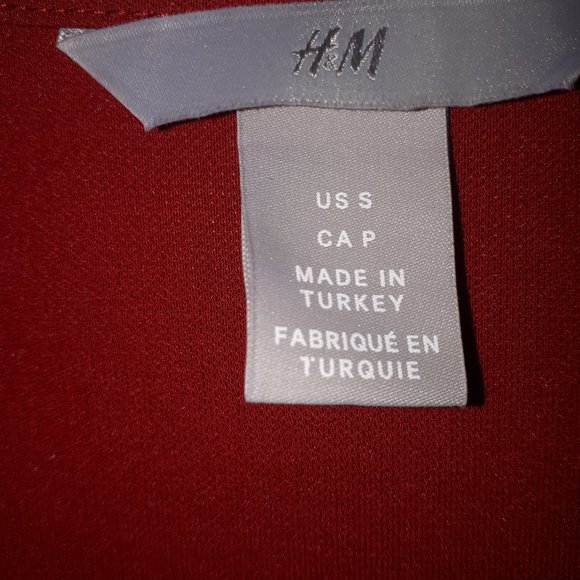 H&M
US S
CA P
MADE IN
TURKEY
FABRIQUÉ EN
TURQUIE